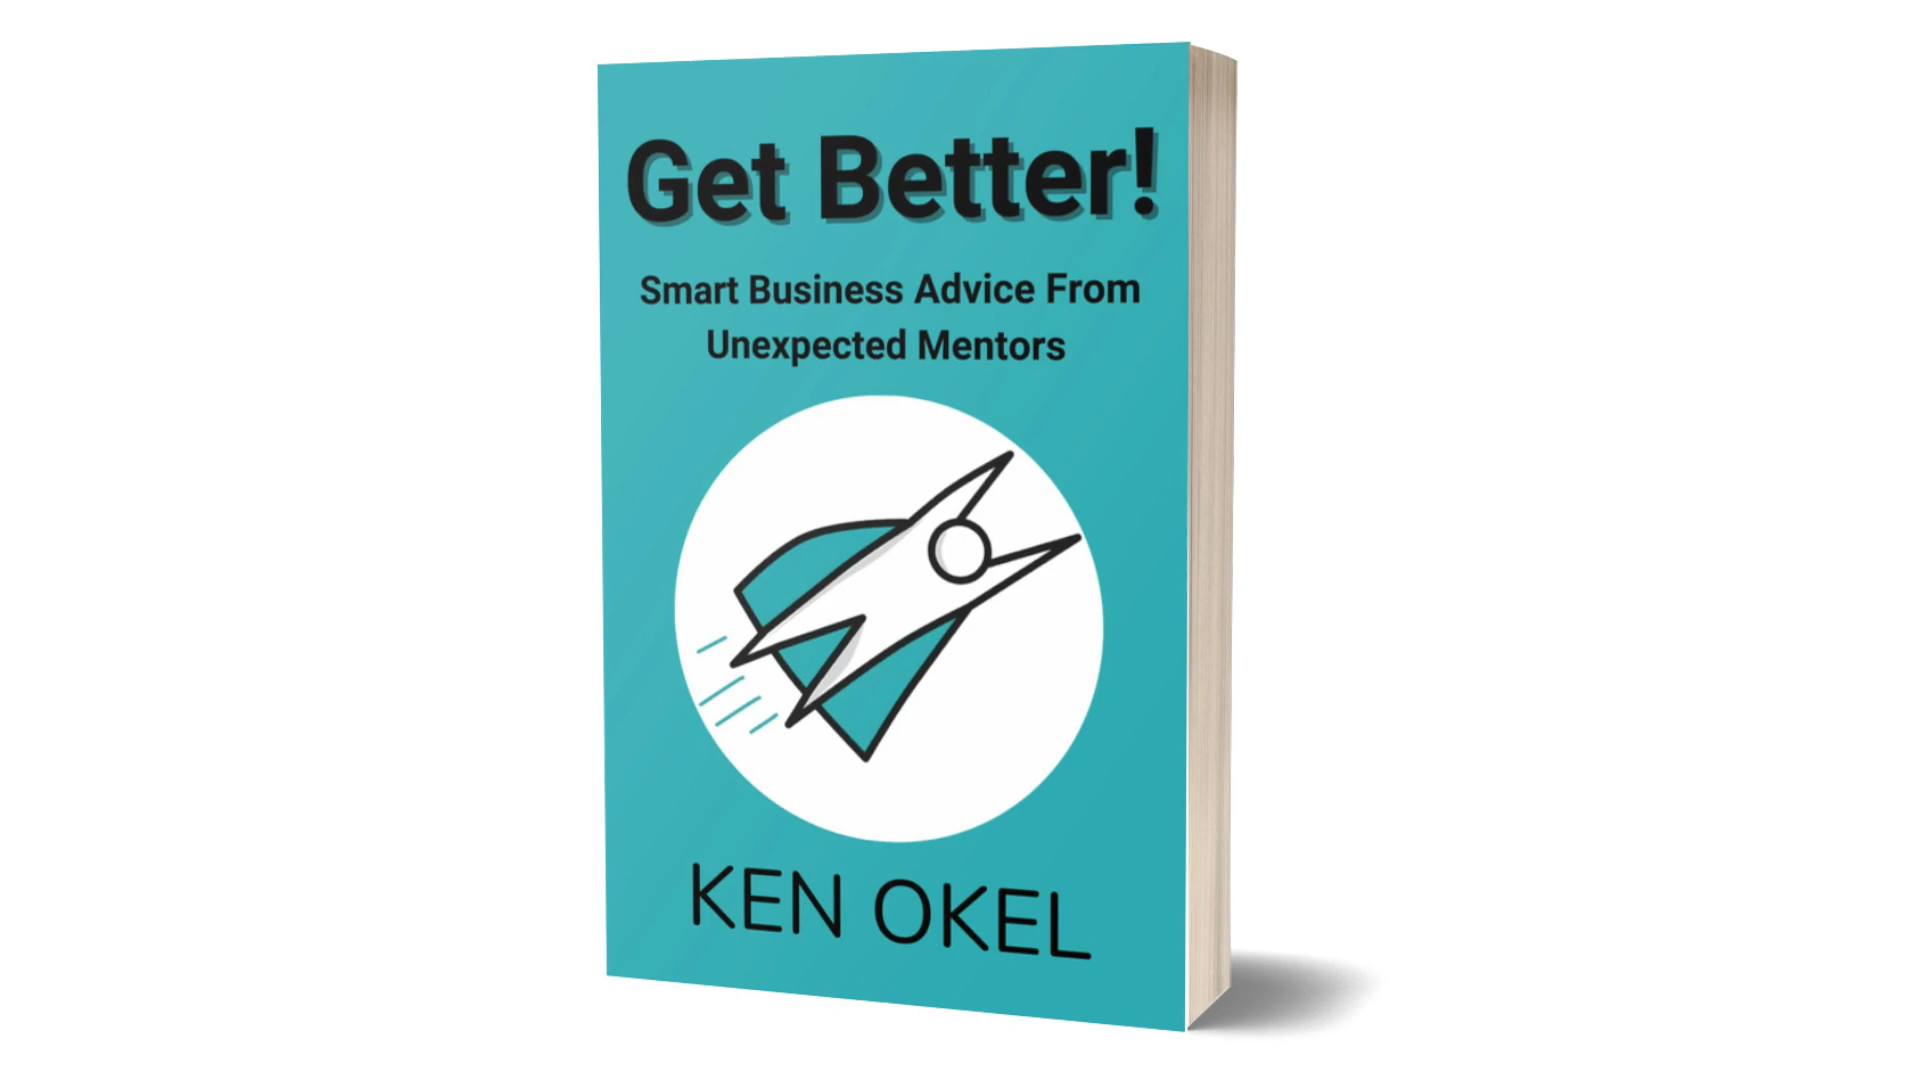 Get Better!
Smart Business Advice From
Unexpected Mentors
KEN OKEL